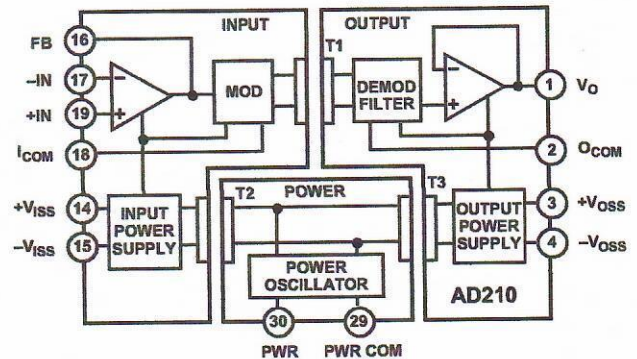 INPUT
OUTPUT
FB 16
T1
–IN 17
MOD
DEMOD
FILTER
1 VO
+IN 19
ICOM 18
2 OCOM
+VISS 14
INPUT
POWER
SUPPLY
T2
POWER
T3
OUTPUT
POWER
SUPPLY
3 +VOSS
–VISS 15
4 –VOSS
POWER
OSCILLATOR
AD210
30
29
PWR
PWR COM
– + – +